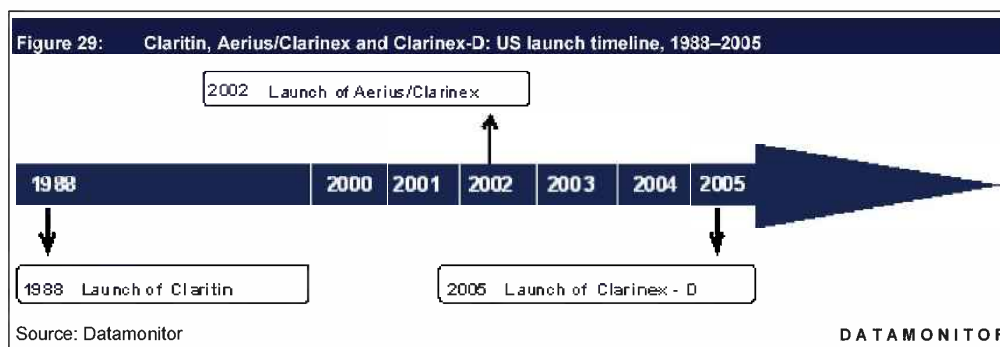 Figure 29: Claritin, Aerius/Clarinex and Clarinex-D: US launch timeline, 1988–2005
2002 Launch of Aerius/Clarinex
1988 2000 2001 2002 2003 2004 2005
1988 Launch of Claritin
2005 Launch of Clarinex - D
Source: Datamonitor
DATAMONITOR